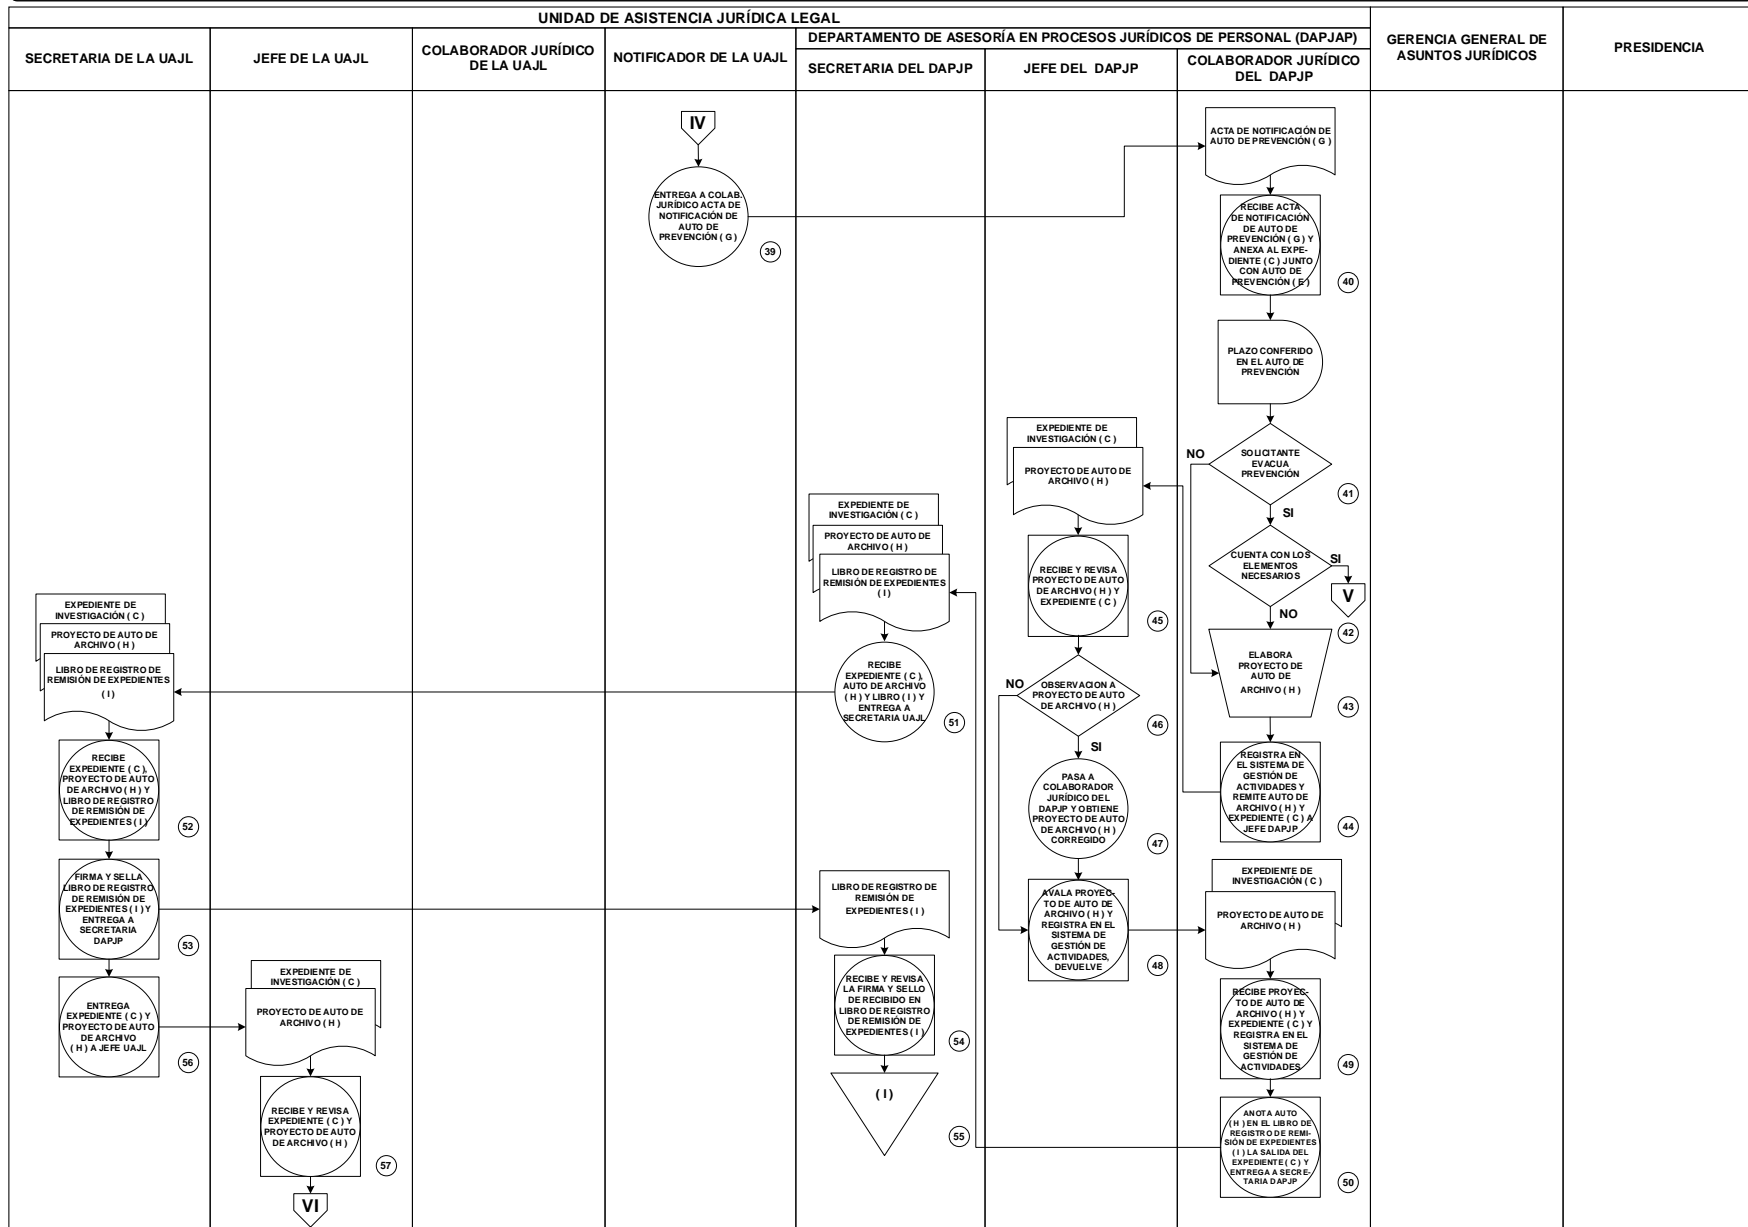 UNIDAD DE ASISTENCIA JURÍDICA LEGAL
SECRETARIA DE LA UAJL
JEFE DE LA UAJL
COLABORADOR JURÍDICO
DE LA UAJL
NOTIFICADOR DE LA UAJL
DEPARTAMENTO DE ASESORÍA EN PROCESOS JURÍDICOS DE PERSONAL (DAPJAP)
SECRETARIA DEL DAPJP
JEFE DEL DAPJP
COLABORADOR JURÍDICO
DEL DAPJP
GERENCIA GENERAL DE
ASUNTOS JURÍDICOS
PRESIDENCIA
IV
ENTREGA A COLAB.
JURÍDICO ACTA DE
NOTIFICACIÓN DE
AUTO DE
PREVENCIÓN ( G )
39
ACTA DE NOTIFICACIÓN DE
AUTO DE PREVENCIÓN ( G )
RECIBE ACTA
DE NOTIFICACIÓN
DE AUTO DE
PREVENCIÓN ( G ) Y
ANEXA AL EXPE-
DIENTE ( C ) JUNTO
CON AUTO DE
PREVENCIÓN ( E )
40
PLAZO CONFERIDO
EN EL AUTO DE
PREVENCIÓN
SOLICITANTE
EVACUA
PREVENCIÓN
NO
41
SI
CUENTA CON LOS
ELEMENTOS
NECESARIOS
SI
V
NO
42
ELABORA
PROYECTO DE
AUTO DE
ARCHIVO ( H )
43
REGISTRA EN
EL SISTEMA DE
GESTIÓN DE
ACTIVIDADES Y
REMITE AUTO DE
ARCHIVO ( H ) Y
EXPEDIENTE ( C ) A
JEFE DAPJP
44
EXPEDIENTE DE
INVESTIGACIÓN ( C )
PROYECTO DE AUTO DE
ARCHIVO ( H )
RECIBE Y REVISA
PROYECTO DE AUTO
DE ARCHIVO ( H ) Y
EXPEDIENTE ( C )
45
OBSERVACION A
PROYECTO DE AUTO
DE ARCHIVO ( H )
NO
46
SI
PASA A
COLABORADOR
JURÍDICO DEL
DAPJP Y OBTIENE
PROYECTO DE AUTO
DE ARCHIVO ( H )
CORREGIDO
47
AVALA PROYEC-
TO DE AUTO DE
ARCHIVO ( H ) Y
REGISTRA EN EL
SISTEMA DE
GESTIÓN DE
ACTIVIDADES,
DEVUELVE
48
EXPEDIENTE DE
INVESTIGACIÓN ( C )
PROYECTO DE AUTO DE
ARCHIVO ( H )
RECIBE PROYEC-
TO DE AUTO DE
ARCHIVO ( H ) Y
EXPEDIENTE ( C ) Y
REGISTRA EN EL
SISTEMA DE
GESTIÓN DE
ACTIVIDADES
49
ANOTA AUTO
( H ) EN EL LIBRO DE
REGISTRO DE REMI-
SIÓN DE EXPEDIENTES
( I ) LA SALIDA DEL
EXPEDIENTE ( C ) Y
ENTREGA A SECRE-
TARIA DAPJP
50
EXPEDIENTE DE
INVESTIGACIÓN ( C )
PROYECTO DE AUTO DE
ARCHIVO ( H )
LIBRO DE REGISTRO DE
REMISIÓN DE EXPEDIENTES
( I )
RECIBE
EXPEDIENTE ( C ),
AUTO DE ARCHIVO
( H ) Y LIBRO ( I ) Y
ENTREGA A
SECRETARIA UAJL
51
EXPEDIENTE DE
INVESTIGACIÓN ( C )
PROYECTO DE AUTO DE
ARCHIVO ( H )
LIBRO DE REGISTRO DE
REMISIÓN DE EXPEDIENTES
( I )
RECIBE
EXPEDIENTE ( C ),
PROYECTO DE AUTO
DE ARCHIVO ( H ) Y
LIBRO DE REGISTRO
DE REMISIÓN DE
EXPEDIENTES ( I )
52
FIRMA Y SELLA
LIBRO DE REGISTRO
DE REMISIÓN DE
EXPEDIENTES ( I ) Y
ENTREGA A
SECRETARIA
DAPJP
53
LIBRO DE REGISTRO DE
REMISIÓN DE
EXPEDIENTES ( I )
RECIBE Y REVISA
LA FIRMA Y SELLO
DE RECIBIDO EN
LIBRO DE REGISTRO
DE REMISIÓN DE
EXPEDIENTES ( I )
54
( I )
55
ENTREGA
EXPEDIENTE ( C ) Y
PROYECTO DE AUTO
DE ARCHIVO
( H ) A JEFE UAJL
56
EXPEDIENTE DE
INVESTIGACIÓN ( C )
PROYECTO DE AUTO DE
ARCHIVO ( H )
RECIBE Y REVISA
EXPEDIENTE ( C ) Y
PROYECTO DE AUTO
DE ARCHIVO ( H )
57
VI